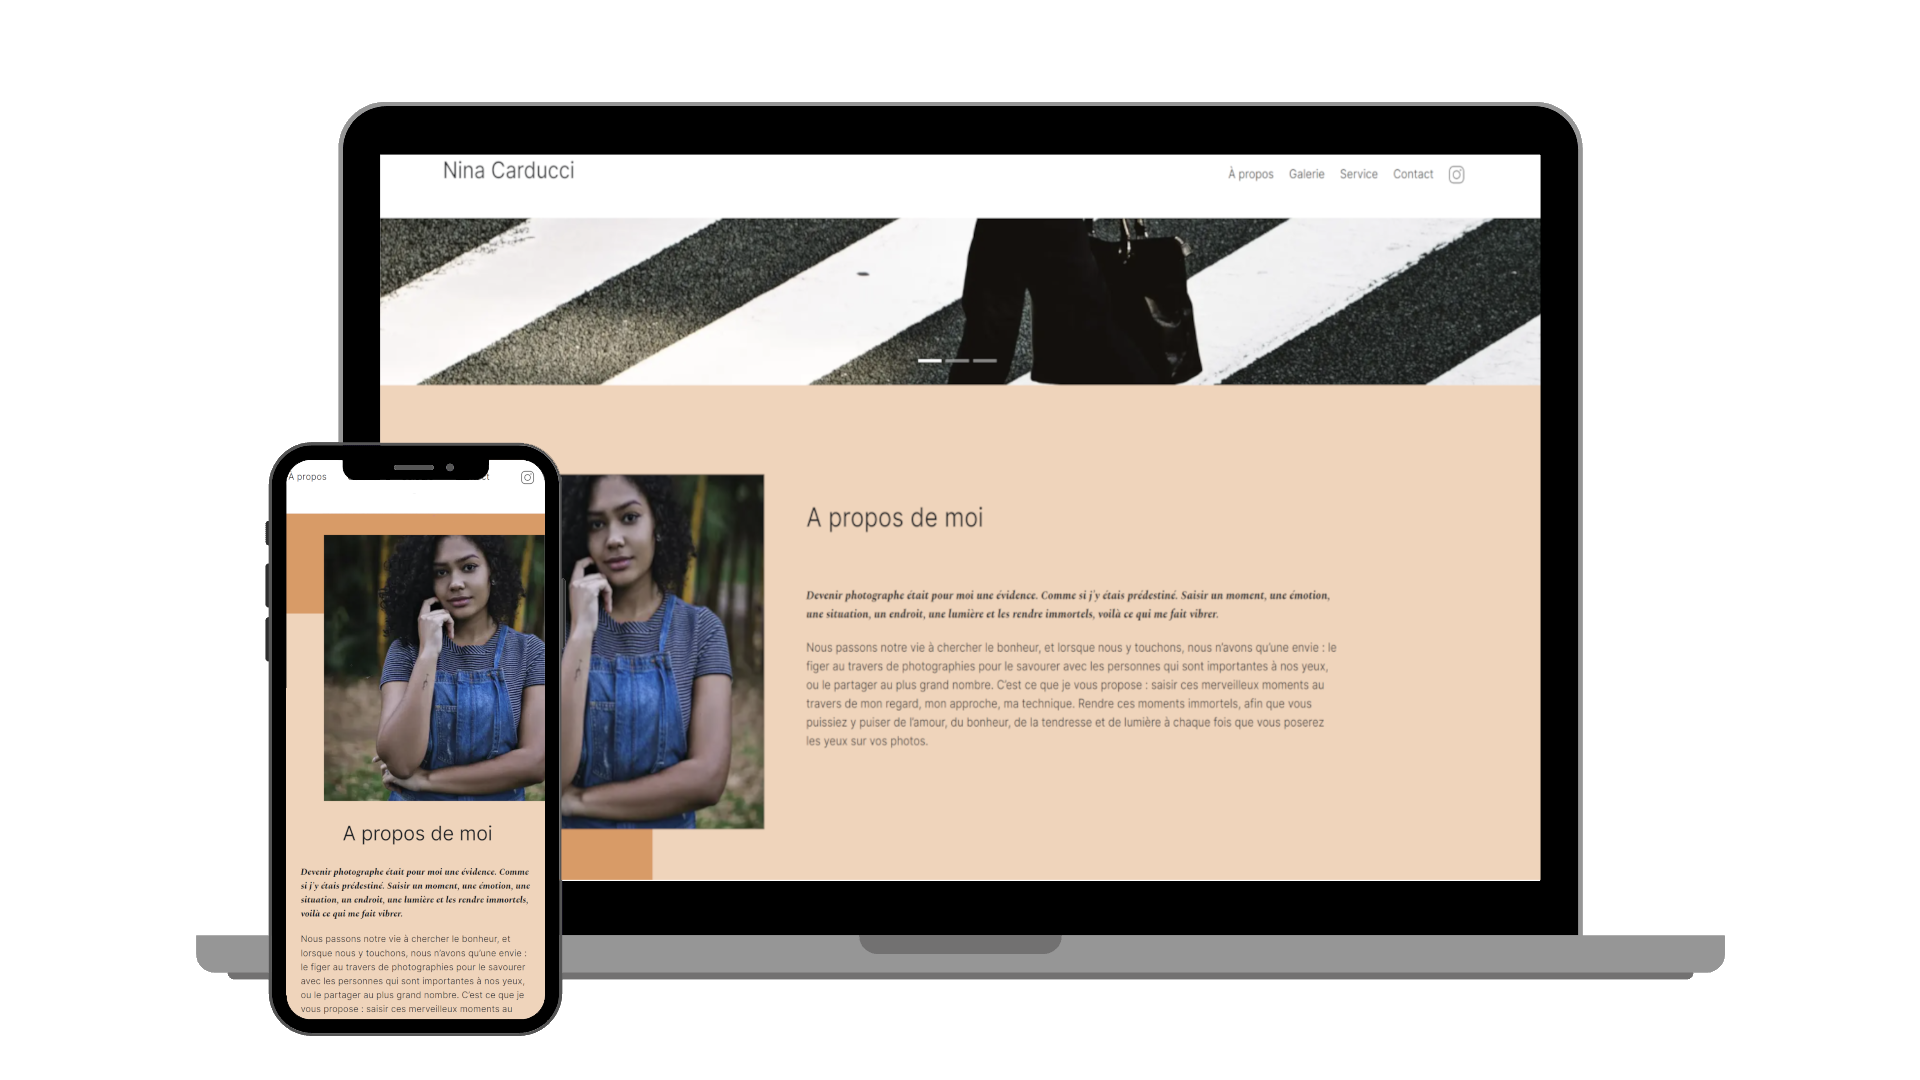 Nina Carducci
À propos Galerie Service Contact
A propos de moi
Devenir photographe était pour moi une évidence. Comme si j'y étais prédestiné. Saisir un moment, une émotion,
une situation, un endroit, une lumière et les rendre immortels, voilà ce qui me fait vibrer.
Nous passons notre vie à chercher le bonheur, et lorsque nous y touchons, nous n'avons qu'une envie : le
figer au travers de photographies pour le savourer avec les personnes qui sont importantes à nos yeux,
ou le partager au plus grand nombre. C'est ce que je vous propose : saisir ces merveilleux moments au
travers de mon regard, mon approche, ma technique. Rendre ces moments immortels, afin que vous
puissiez y puiser de l'amour, du bonheur, de la tendresse et de lumière à chaque fois que vous poserez
les yeux sur vos photos.
A propos
A propos de moi
Devenir photographe était pour moi une évidence. Comme
si j'y étais prédestiné. Saisir un moment, une émotion, une
situation, un endroit, une lumière et les rendre immortels,
voilà ce qui me fait vibrer.
Nous passons notre vie à chercher le bonheur, et
lorsque nous y touchons, nous n'avons qu'une envie :
le figer au travers de photographies pour le savourer
avec les personnes qui sont importantes à nos yeux,
ou le partager au plus grand nombre. C'est ce que je
vous propose : saisir ces merveilleux moments au